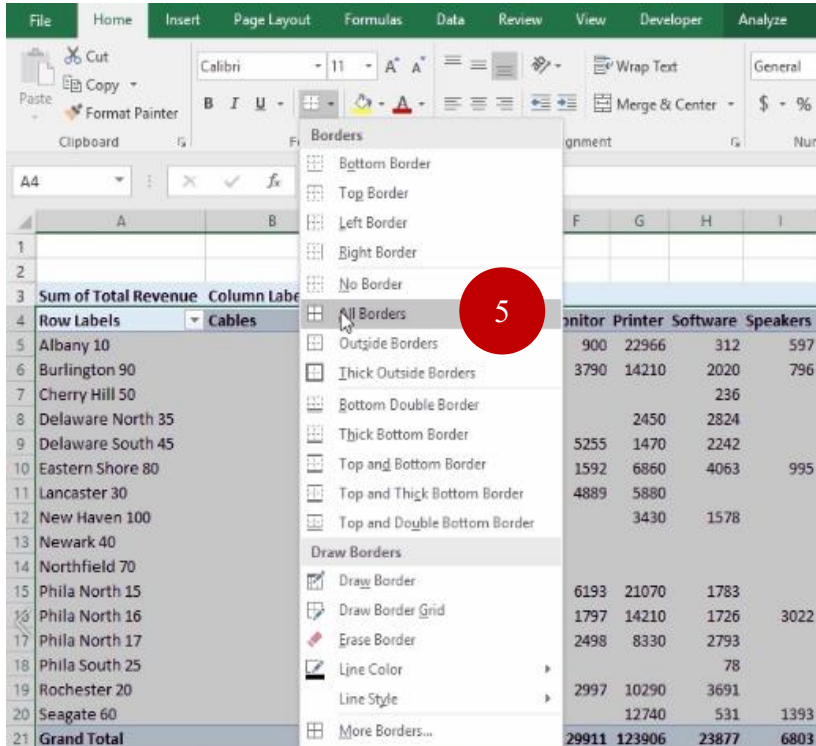 File Home Insert Page Layout Formulas Data Review View Developer Analyze
Cut
Copy
Paste
Format Painter
Calibri 11 A A Wrap Text General
B I U A Merge & Center $ %
Clipboard
A4 fx
Borders
Bottom Border
Top Border
Left Border
Right Border
No Border
All Borders
Outside Borders
Thick Outside Borders
Bottom Double Border
Thick Bottom Border
Top and Bottom Border
Top and Thick Bottom Border
Top and Double Bottom Border
Draw Borders
Draw Border
Draw Border Grid
Erase Border
Line Color
Line Style
More Borders...
5
A B F G H I
1
2
3 Sum of Total Revenue Column Labe
4 Row Labels Cables onitor Printer Software Speakers
5 Albany 10 900 22966 312 597
6 Burlington 90 3790 14210 2020 796
7 Cherry Hill 50 236
8 Delaware North 35 2450 2824
9 Delaware South 45 5255 1470 2242
10 Eastern Shore 80 1592 6860 4063 995
11 Lancaster 30 4889 5880
12 New Haven 100 3430 1578
13 Newark 40
14 Northfield 70
15 Phila North 15 6193 21070 1783
16 Phila North 16 1797 14210 1726 3022
17 Phila North 17 2498 8330 2793
18 Phila South 25 78
19 Rochester 20 2997 10290 3691
20 Seagate 60 12740 531 1393
21 Grand Total 29911 123906 23877 6803